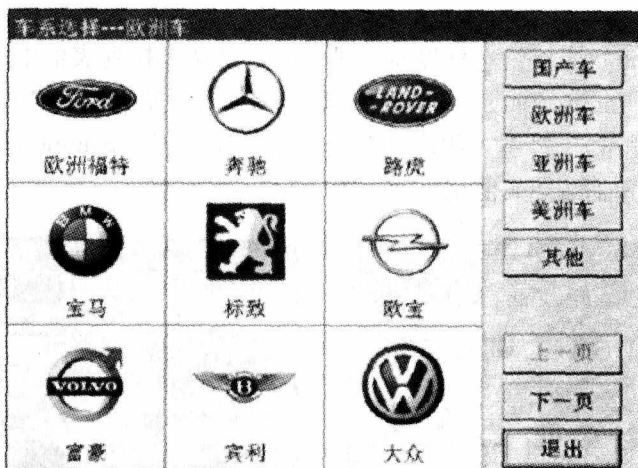 车系选择---欧洲车
Ford
LAND-
-ROVER
欧洲福特
奔驰
路虎
BMW
宝马
标致
欧宝
VOLVO
B
富豪
宾利
大众
国产车
欧洲车
亚洲车
美洲车
其他
上一页
下一页
退出